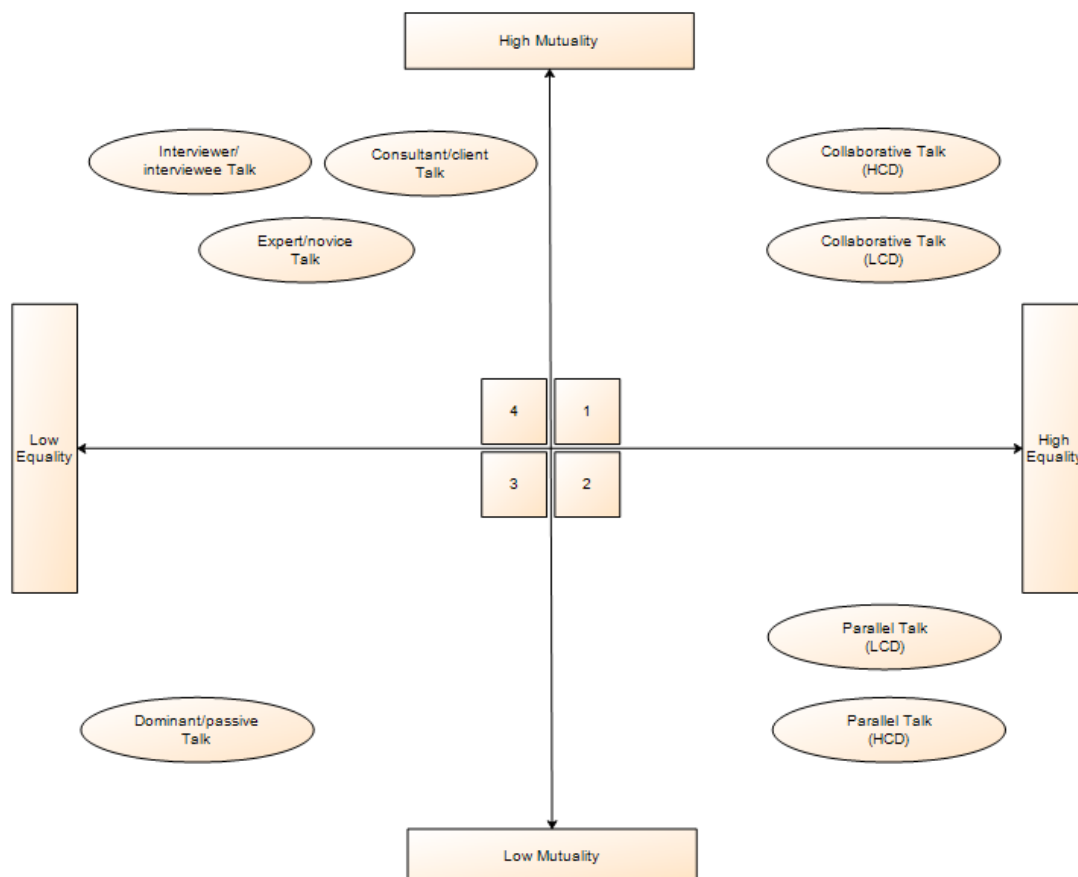 High Mutuality
Interviewer/
interviewee Talk
Consultant/client
Talk
Collaborative Talk
(HCD)
Expert/novice
Talk
Collaborative Talk
(LCD)
4
1
Low
Equality
High
Equality
3
2
Parallel Talk
(LCD)
Dominant/passive
Talk
Parallel Talk
(HCD)
Low Mutuality